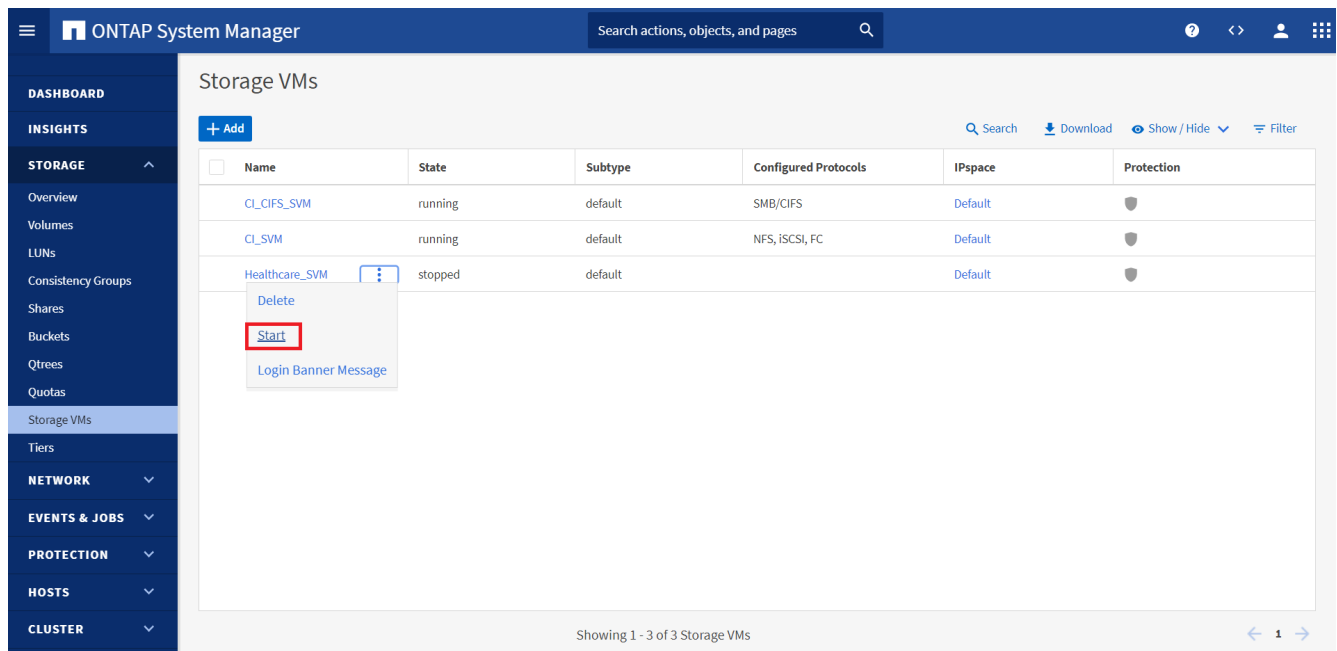 ONTAP System Manager
Search actions, objects, and pages
?
<>
DASHBOARD
INSIGHTS
STORAGE
Overview
Volumes
LUNs
Consistency Groups
Shares
Buckets
Qtrees
Quotas
Storage VMs
Tiers
NETWORK
EVENTS & JOBS
PROTECTION
HOSTS
CLUSTER
Storage VMs
+ Add
Search Download Show / Hide Filter
Name State Subtype Configured Protocols IPspace Protection
CI_CIFS_SVM running default SMB/CIFS Default
CI_SVM running default NFS, iSCSI, FC Default
Healthcare_SVM stopped default Default
Delete
Start
Login Banner Message
Showing 1 - 3 of 3 Storage VMs
← 1 →